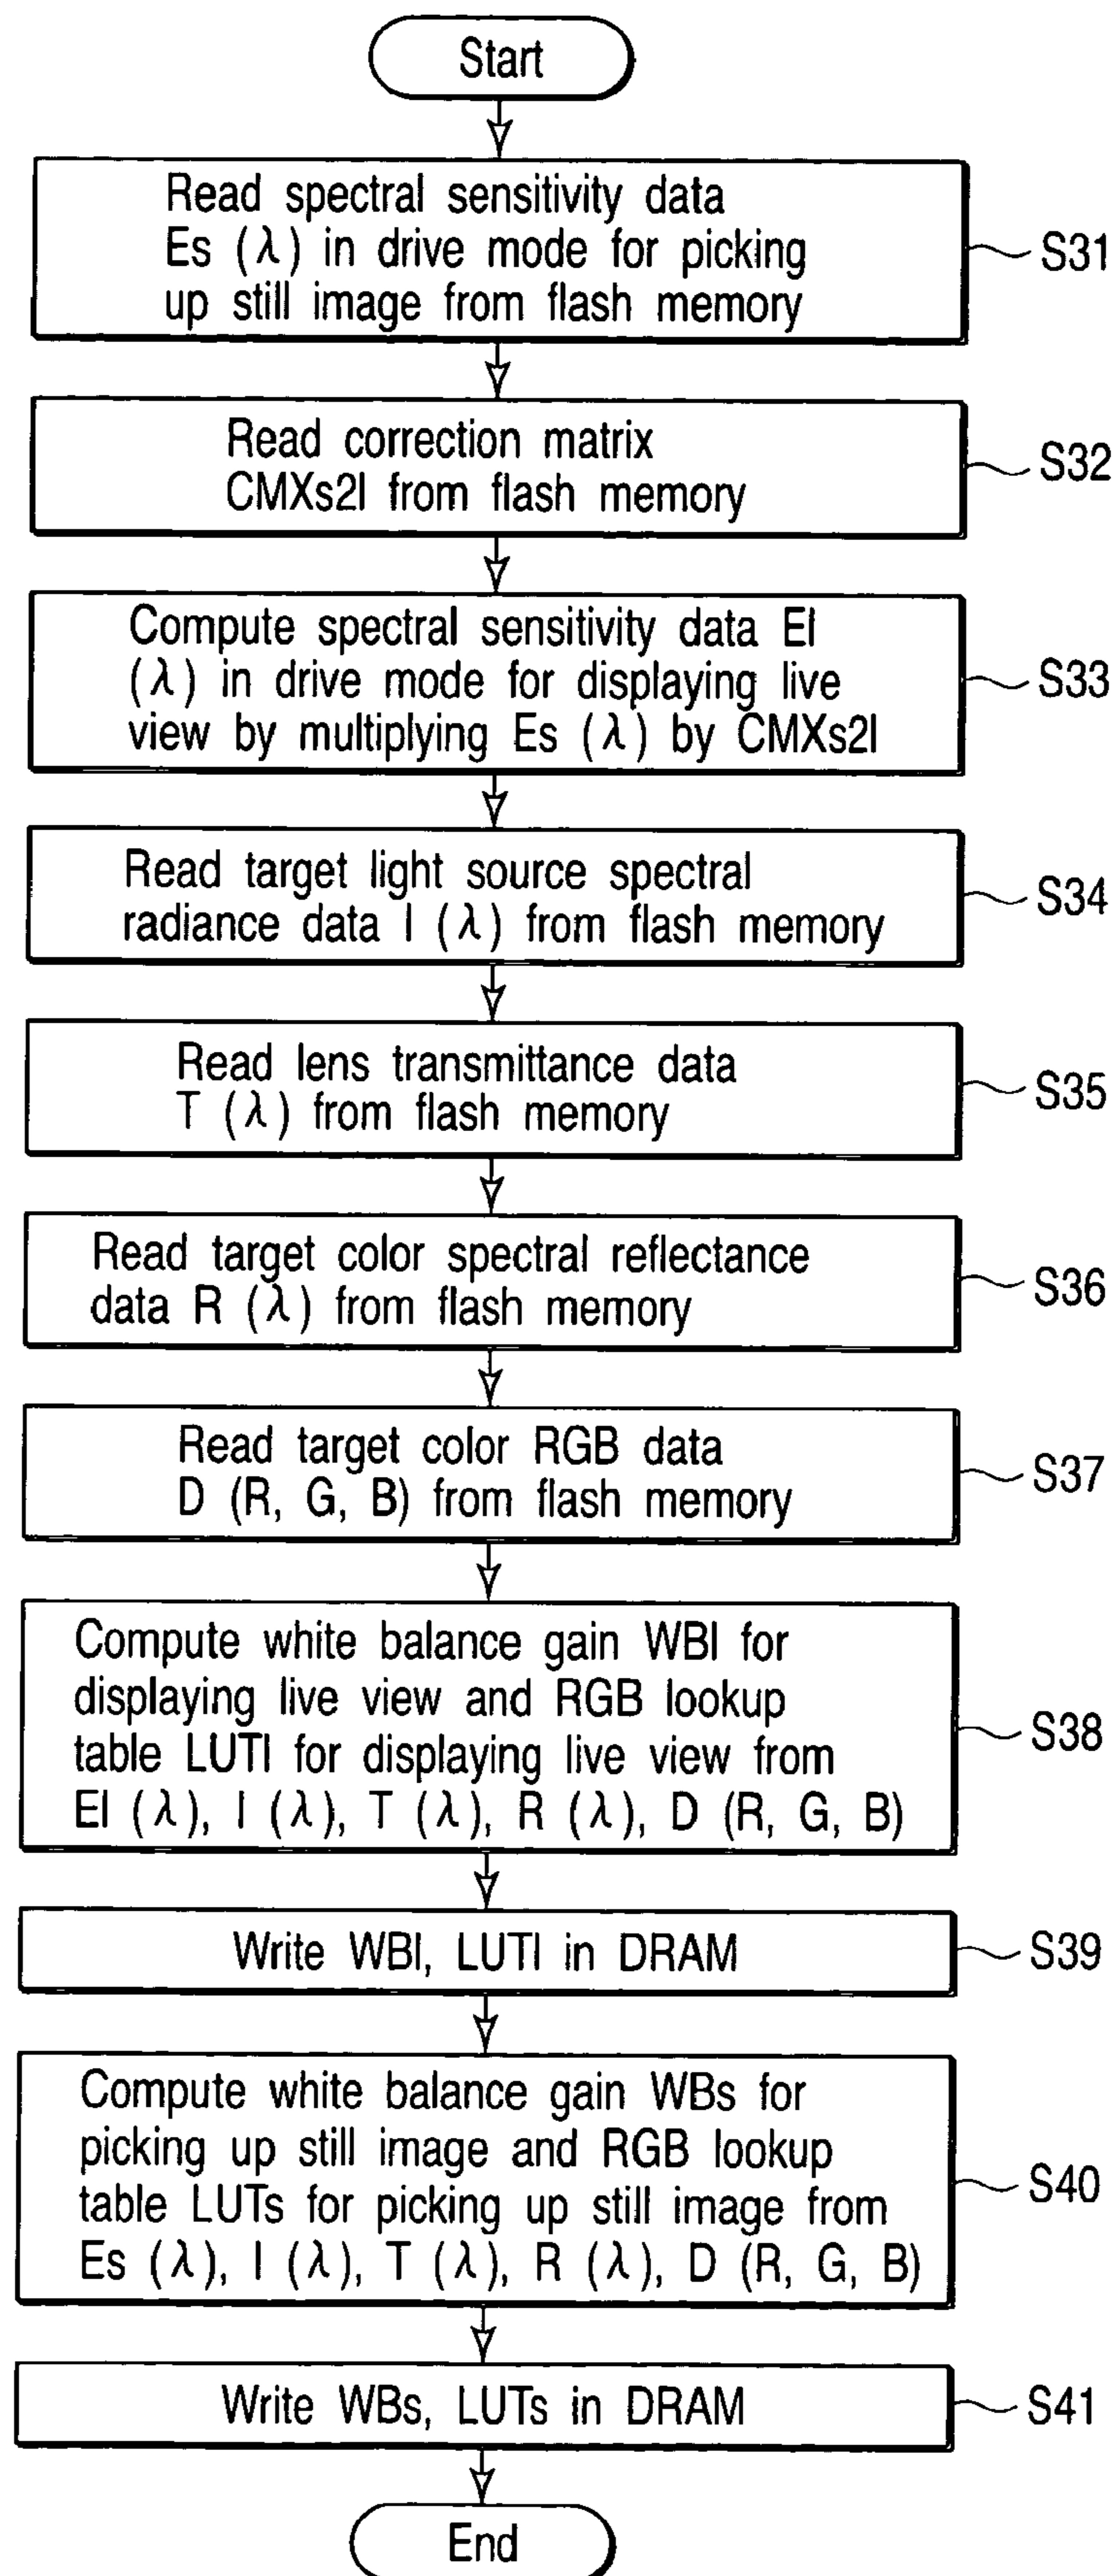 Start
Read spectral sensitivity data
Es (λ) in drive mode for picking
up still image from flash memory
S31
Read correction matrix
CMXs2l from flash memory
S32
Compute spectral sensitivity data El
(λ) in drive mode for displaying live
view by multiplying Es (λ) by CMXs2l
S33
Read target light source spectral
radiance data I (λ) from flash memory
S34
Read lens transmittance data
T (λ) from flash memory
S35
Read target color spectral reflectance
data R (λ) from flash memory
S36
Read target color RGB data
D (R, G, B) from flash memory
S37
Compute white balance gain WBl for
displaying live view and RGB lookup
table LUTl for displaying live view from
El (λ), I (λ), T (λ), R (λ), D (R, G, B)
S38
Write WBl, LUTl in DRAM
S39
Compute white balance gain WBs for
picking up still image and RGB lookup
table LUTs for picking up still image from
Es (λ), I (λ), T (λ), R (λ), D (R, G, B)
S40
Write WBs, LUTs in DRAM
S41
End